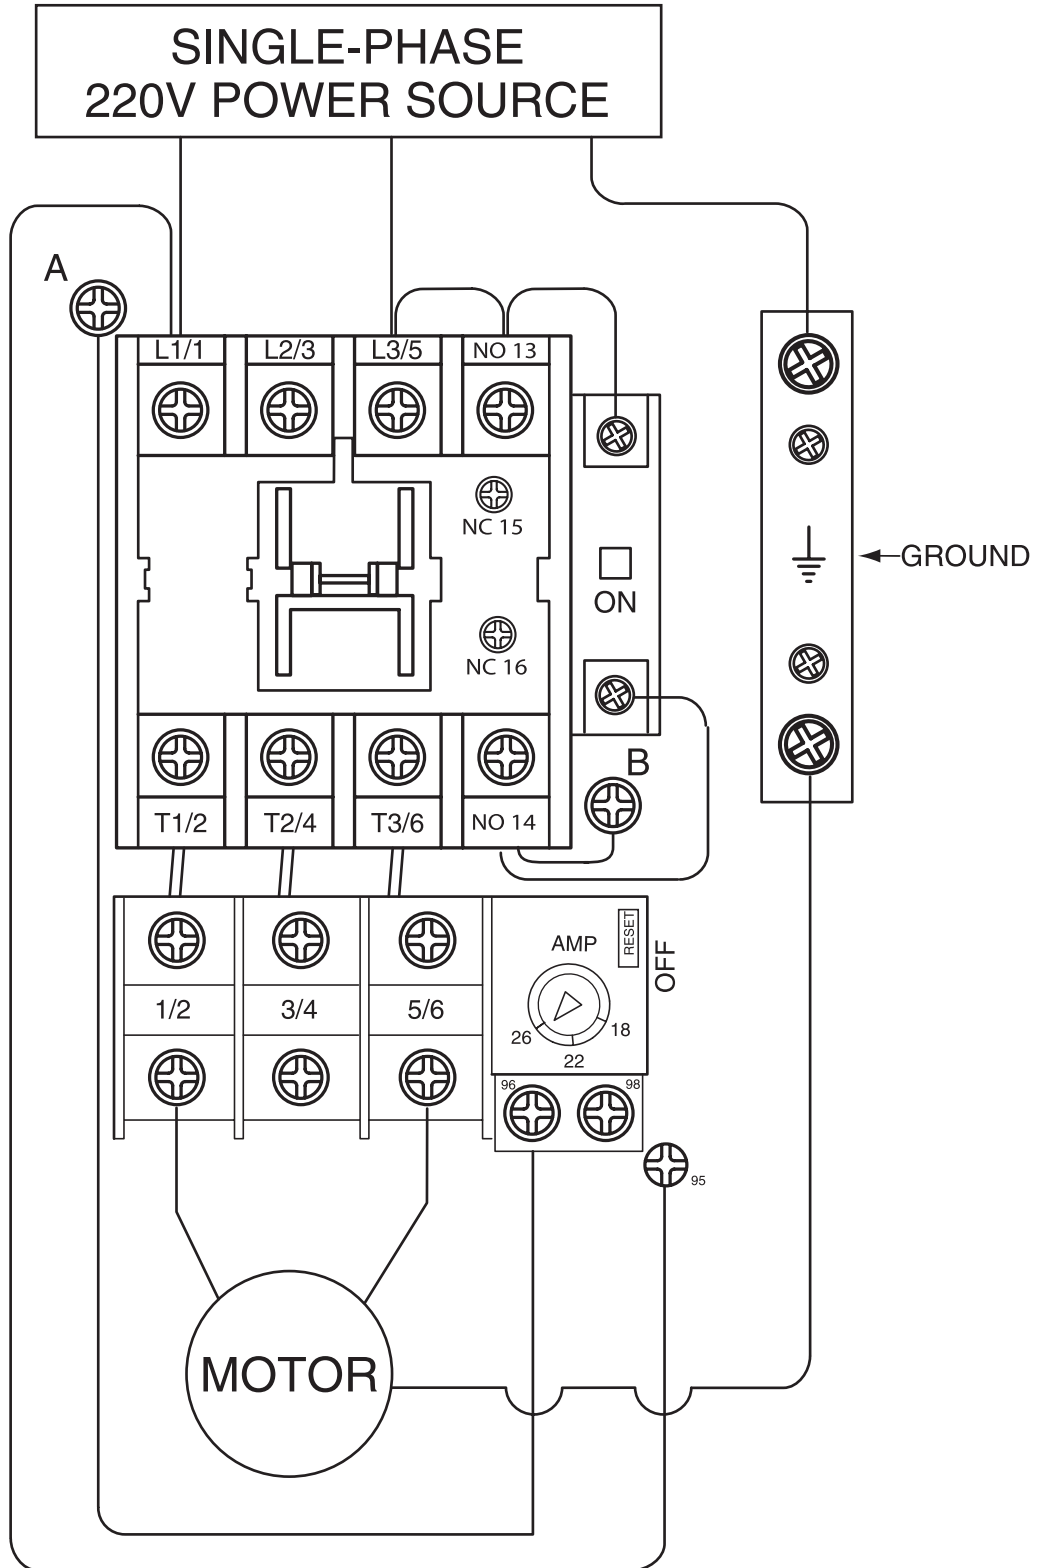 SINGLE-PHASE
220V POWER SOURCE
A
L1/1 L2/3 L3/5 NO 13
NC 15
GROUND
ON
NC 16
B
T1/2 T2/4 T3/6 NO 14
RESET
AMP
OFF
1/2 3/4 5/6
26 18
22
96 98
95
MOTOR